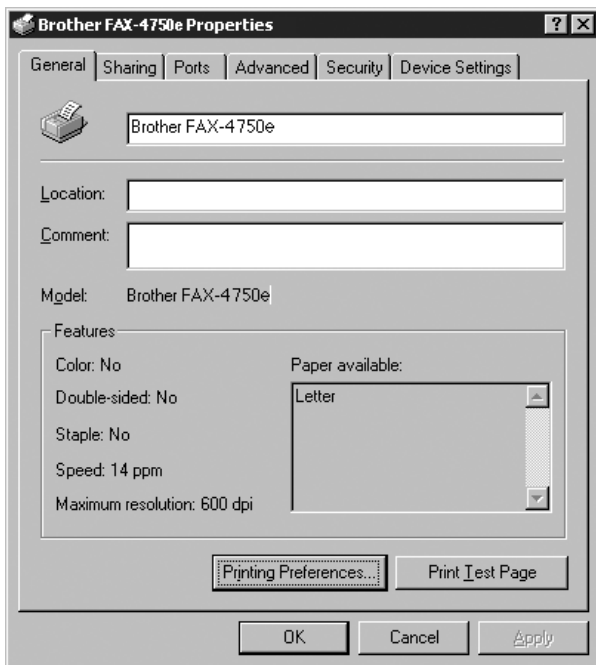 Brother FAX-4750e Properties
General Sharing Ports Advanced Security Device Settings
Brother FAX-4750e
Location:
Comment:
Model: Brother FAX-4750e
Features
Color: No
Paper available:
Double-sided: No
Letter
Staple: No
Speed: 14 ppm
Maximum resolution: 600 dpi
Printing Preferences... Print Test Page
OK Cancel Apply